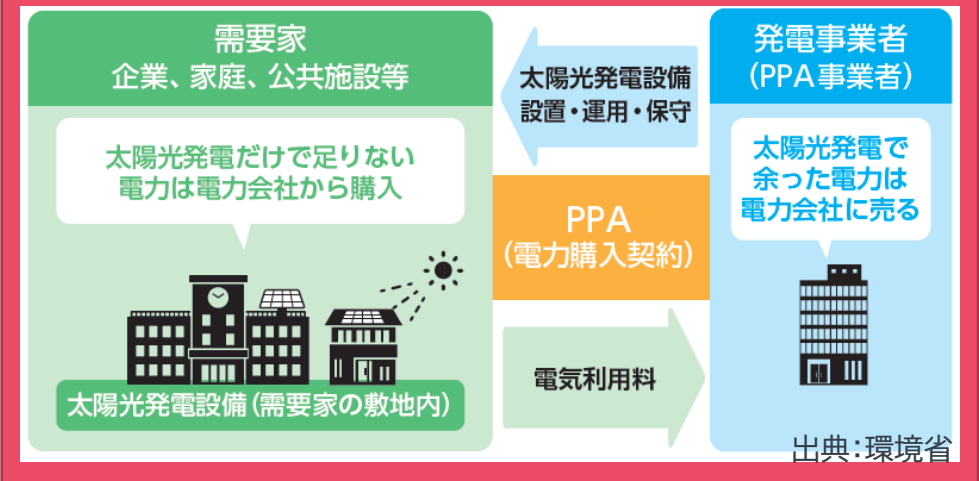 需要家
企業、家庭、公共施設等
太陽光発電だけで足りない
電力は電力会社から購入
太陽光発電設備(需要家の敷地内)
太陽光発電設備
設置・運用・保守
PPA
(電力購入契約)
電気利用料
発電事業者
(PPA事業者)
太陽光発電で
余った電力は
電力会社に売る
出典:環境省